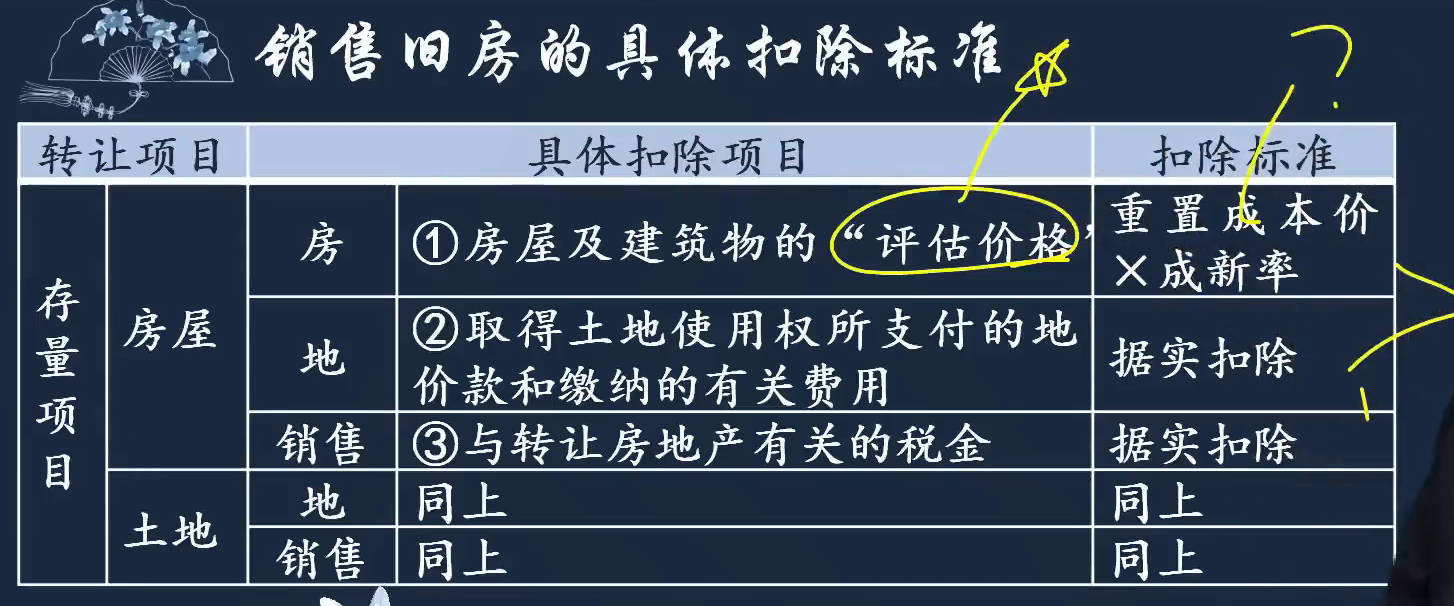 销售旧房的具体扣除标准
转让项目 具体扣除项目 扣除标准
存量项目 房屋 房 ①房屋及建筑物的“评估价格” 重置成本价
×成新率
地 ②取得土地使用权所支付的地
价款和缴纳的有关费用 据实扣除
销售 ③与转让房地产有关的税金 据实扣除
土地 地 同上 同上
销售 同上 同上
?